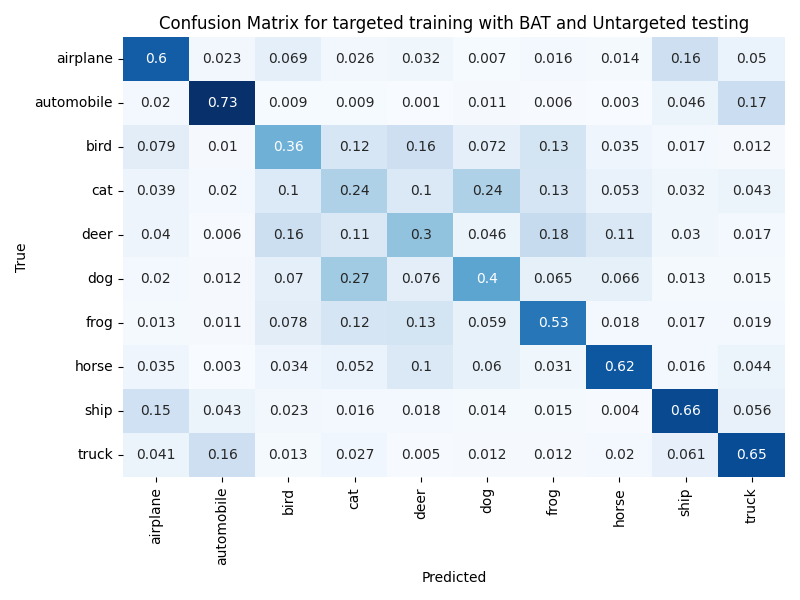 Confusion Matrix for targeted training with BAT and Untargeted testing
airplane 0.6 0.023 0.069 0.026 0.032 0.007 0.016 0.014 0.16 0.05
automobile 0.02 0.73 0.009 0.009 0.001 0.011 0.006 0.003 0.046 0.17
bird 0.079 0.01 0.36 0.12 0.16 0.072 0.13 0.035 0.017 0.012
cat 0.039 0.02 0.1 0.24 0.1 0.24 0.13 0.053 0.032 0.043
deer 0.04 0.006 0.16 0.11 0.3 0.046 0.18 0.11 0.03 0.017
True
dog 0.02 0.012 0.07 0.27 0.076 0.4 0.065 0.066 0.013 0.015
frog 0.013 0.011 0.078 0.12 0.13 0.059 0.53 0.018 0.017 0.019
horse 0.035 0.003 0.034 0.052 0.1 0.06 0.031 0.62 0.016 0.044
ship 0.15 0.043 0.023 0.016 0.018 0.014 0.015 0.004 0.66 0.056
truck 0.041 0.16 0.013 0.027 0.005 0.012 0.012 0.02 0.061 0.65
airplane automobile bird cat deer dog frog horse ship truck
Predicted